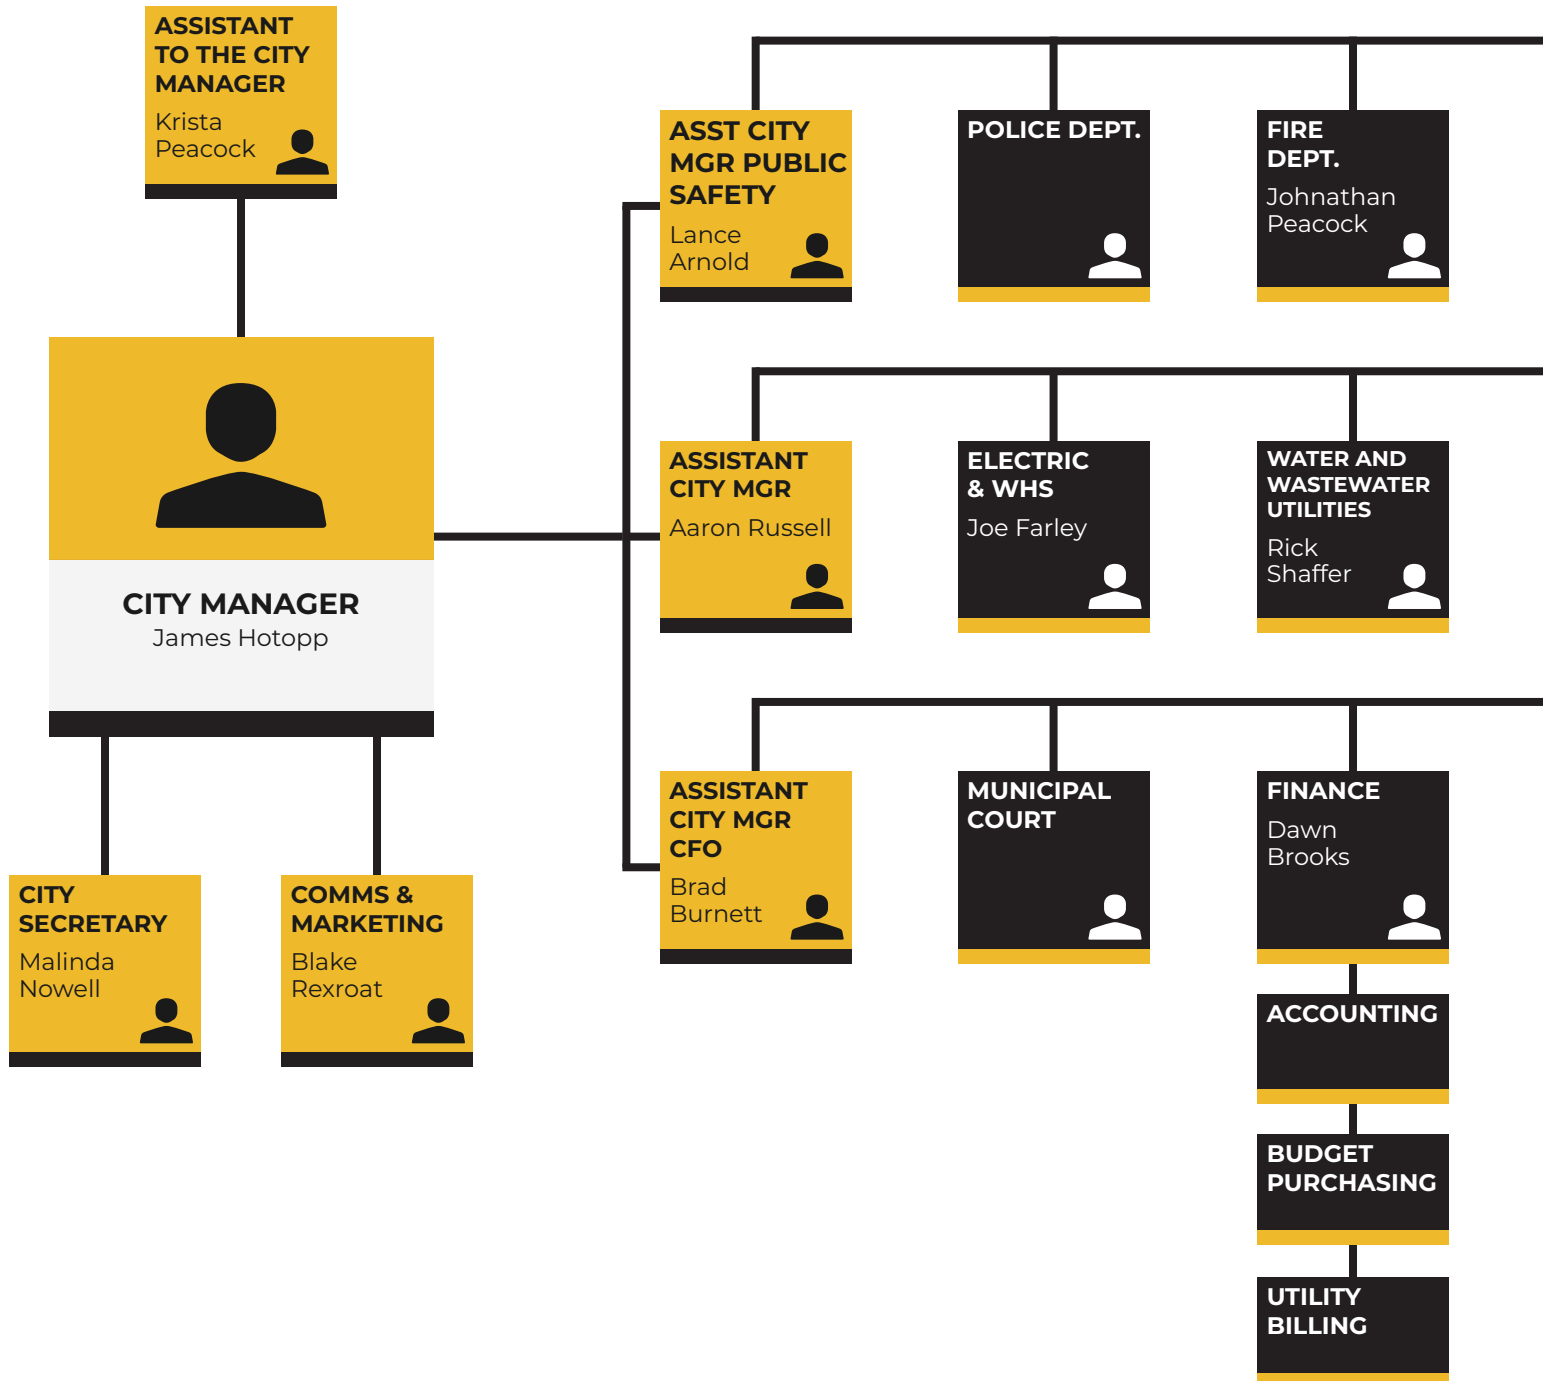 ASSISTANT
TO THE CITY
MANAGER
Krista
Peacock
CITY MANAGER
James Hotopp
CITY
SECRETARY
Malinda
Nowell
COMMS &
MARKETING
Blake
Rexroat
ASST CITY
MGR PUBLIC
SAFETY
Lance
Arnold
POLICE DEPT.
FIRE
DEPT.
Johnathan
Peacock
ASSISTANT
CITY MGR
Aaron Russell
ELECTRIC
& WHS
Joe Farley
WATER AND
WASTEWATER
UTILITIES
Rick
Shaffer
ASSISTANT
CITY MGR
CFO
Brad
Burnett
MUNICIPAL
COURT
FINANCE
Dawn
Brooks
ACCOUNTING
BUDGET
PURCHASING
UTILITY
BILLING